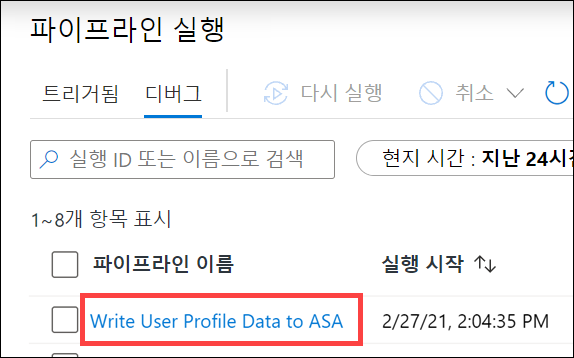 파이프라인 실행
트리거됨 디버그 다시 실행 취소
실행 ID 또는 이름으로 검색 현지 시간 : 지난 24시간
1~8개 항목 표시
파이프라인 이름 실행 시작
Write User Profile Data to ASA 2/27/21, 2:04:35 PM